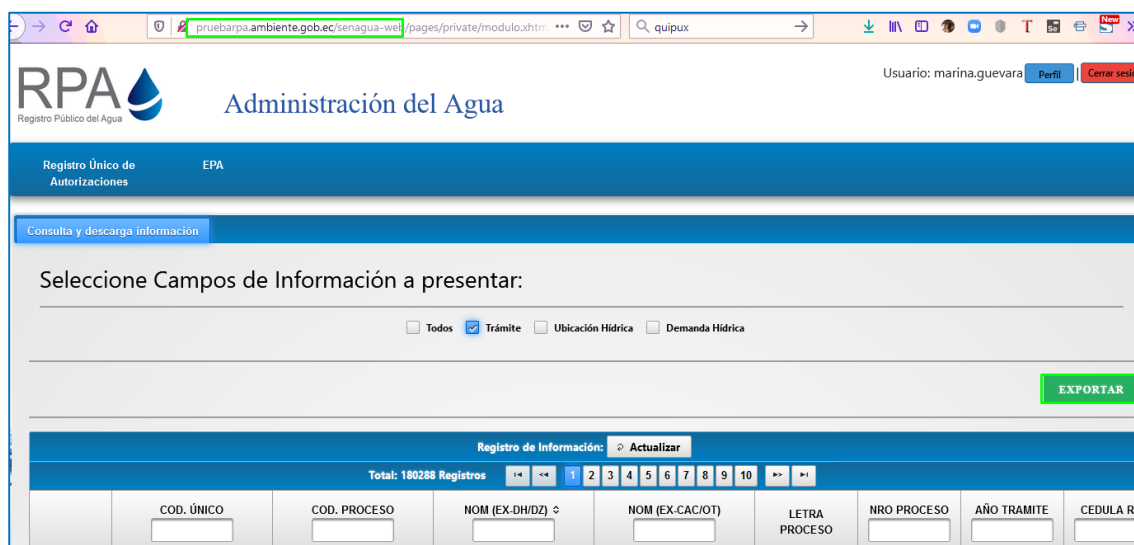 pruebarpa.ambiente.gob.ec/senagua-web/pages/private/modulo.xhtm
quipux
New
Usuario: marina.guevara Perfil | Cerrar sesió
RPA
Registro Público del Agua
Administración del Agua
Registro Único de Autorizaciones
EPA
Consulta y descarga información
Seleccione Campos de Información a presentar:
Todos Trámite Ubicación Hídrica Demanda Hídrica
EXPORTAR
Registro de Información: Actualizar
Total: 180288 Registros 1 2 3 4 5 6 7 8 9 10
COD. ÚNICO COD. PROCESO NOM (EX-DH/DZ) NOM (EX-CAC/OT) LETRA PROCESO NRO PROCESO AÑO TRAMITE CEDULA R